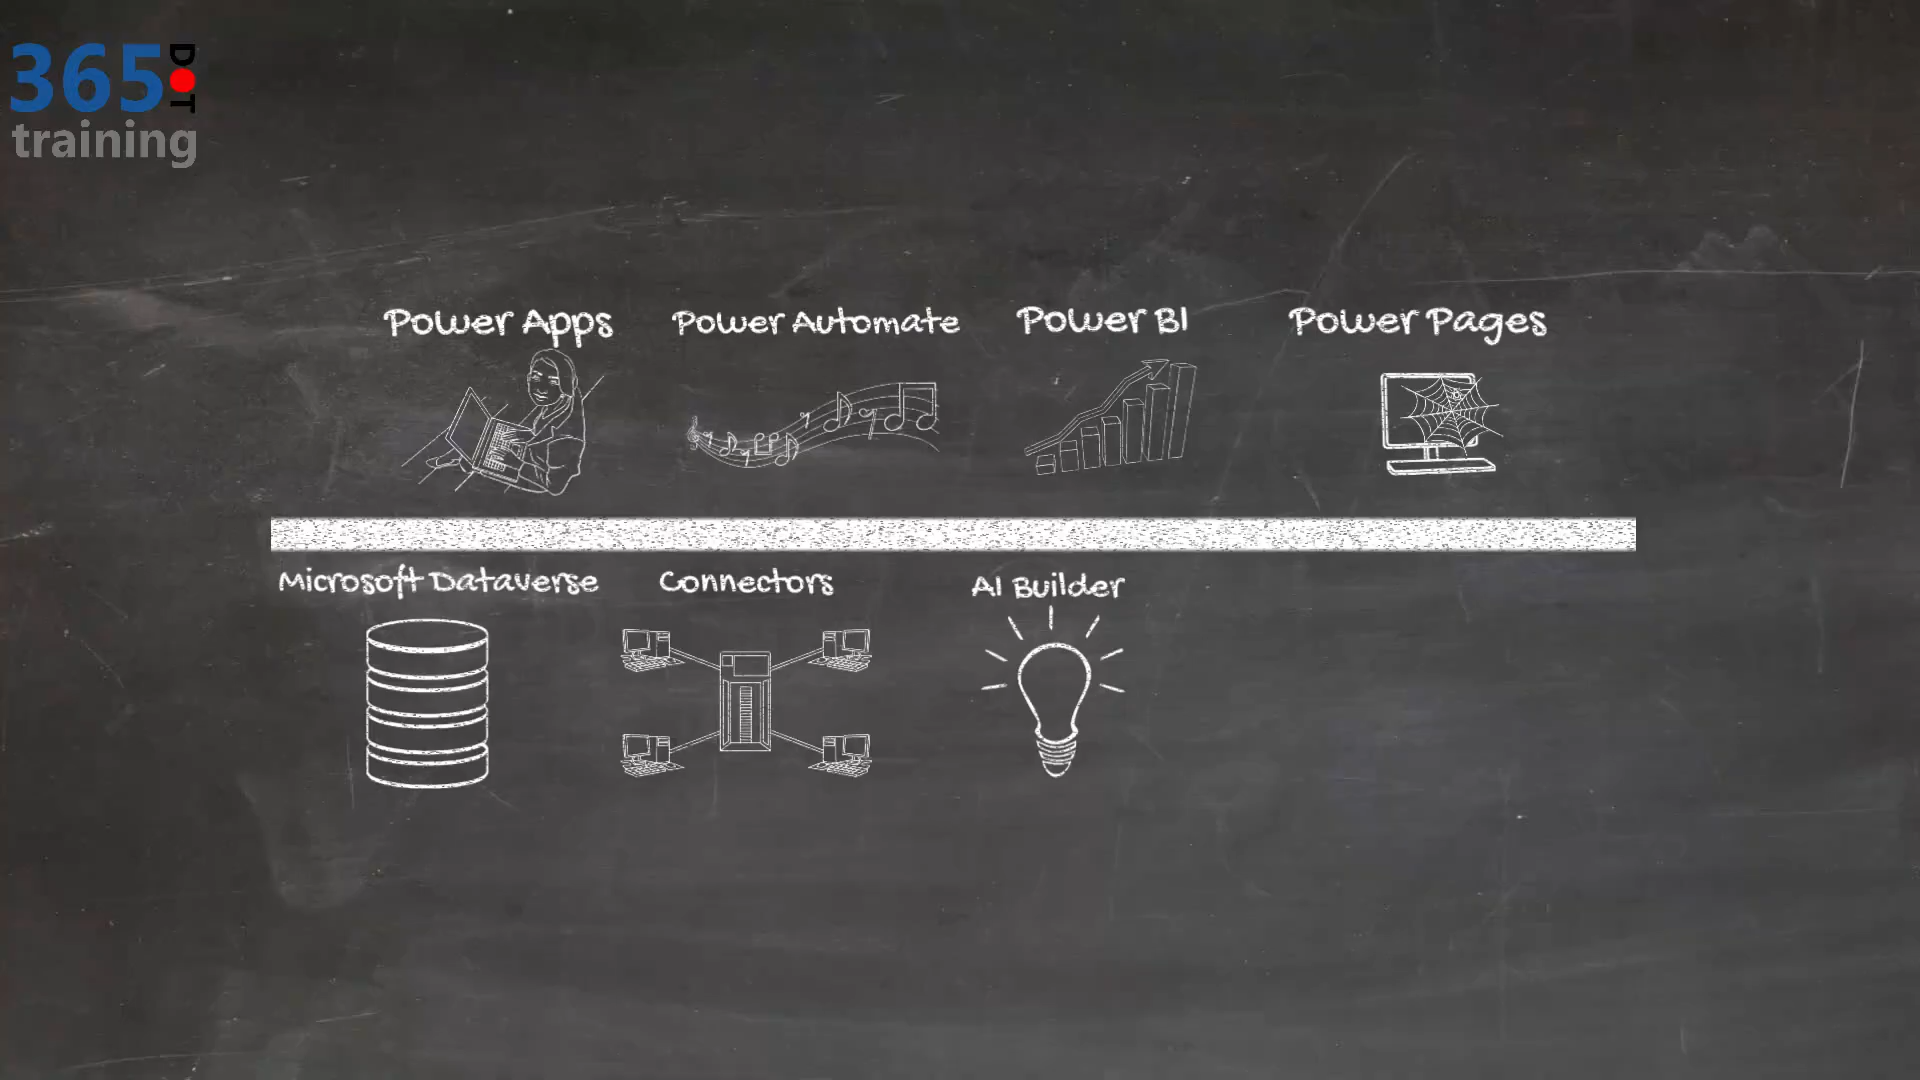 365 DOT
training
Power Apps
Power Automate
Power BI
Power Pages
Microsoft Dataverse
Connectors
AI Builder